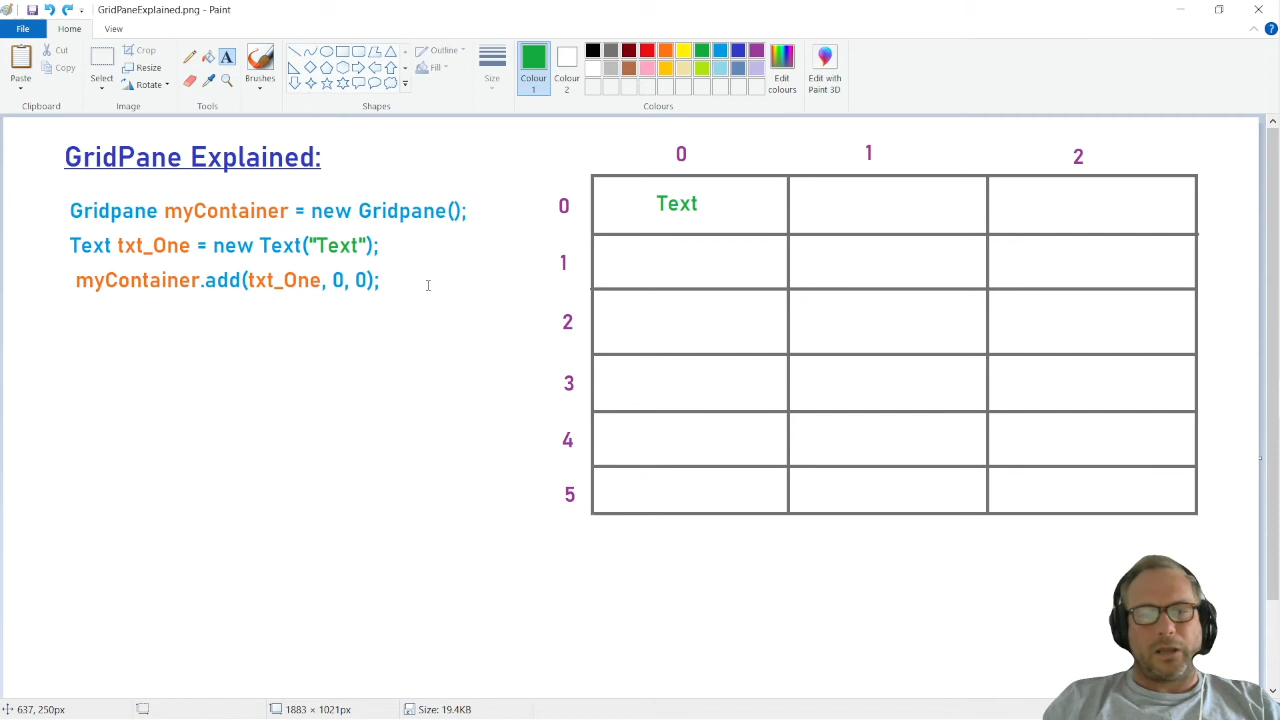 GridPaneExplained.png - Paint
File Home View
Paste
Cut
Copy
Clipboard
Select
Crop
Resize
Rotate
Image
A
Tools
Brushes
Shapes
Outline
Fill
Size
Colour 1
Colour 2
Edit colours
Colours
Edit with Paint 3D
GridPane Explained:
Gridpane myContainer = new Gridpane();
Text txt_One = new Text("Text");
myContainer.add(txt_One, 0, 0);
0 1 2
0 Text
1
2
3
4
5
637, 250px 1883 × 1021px Size: 19.4KB